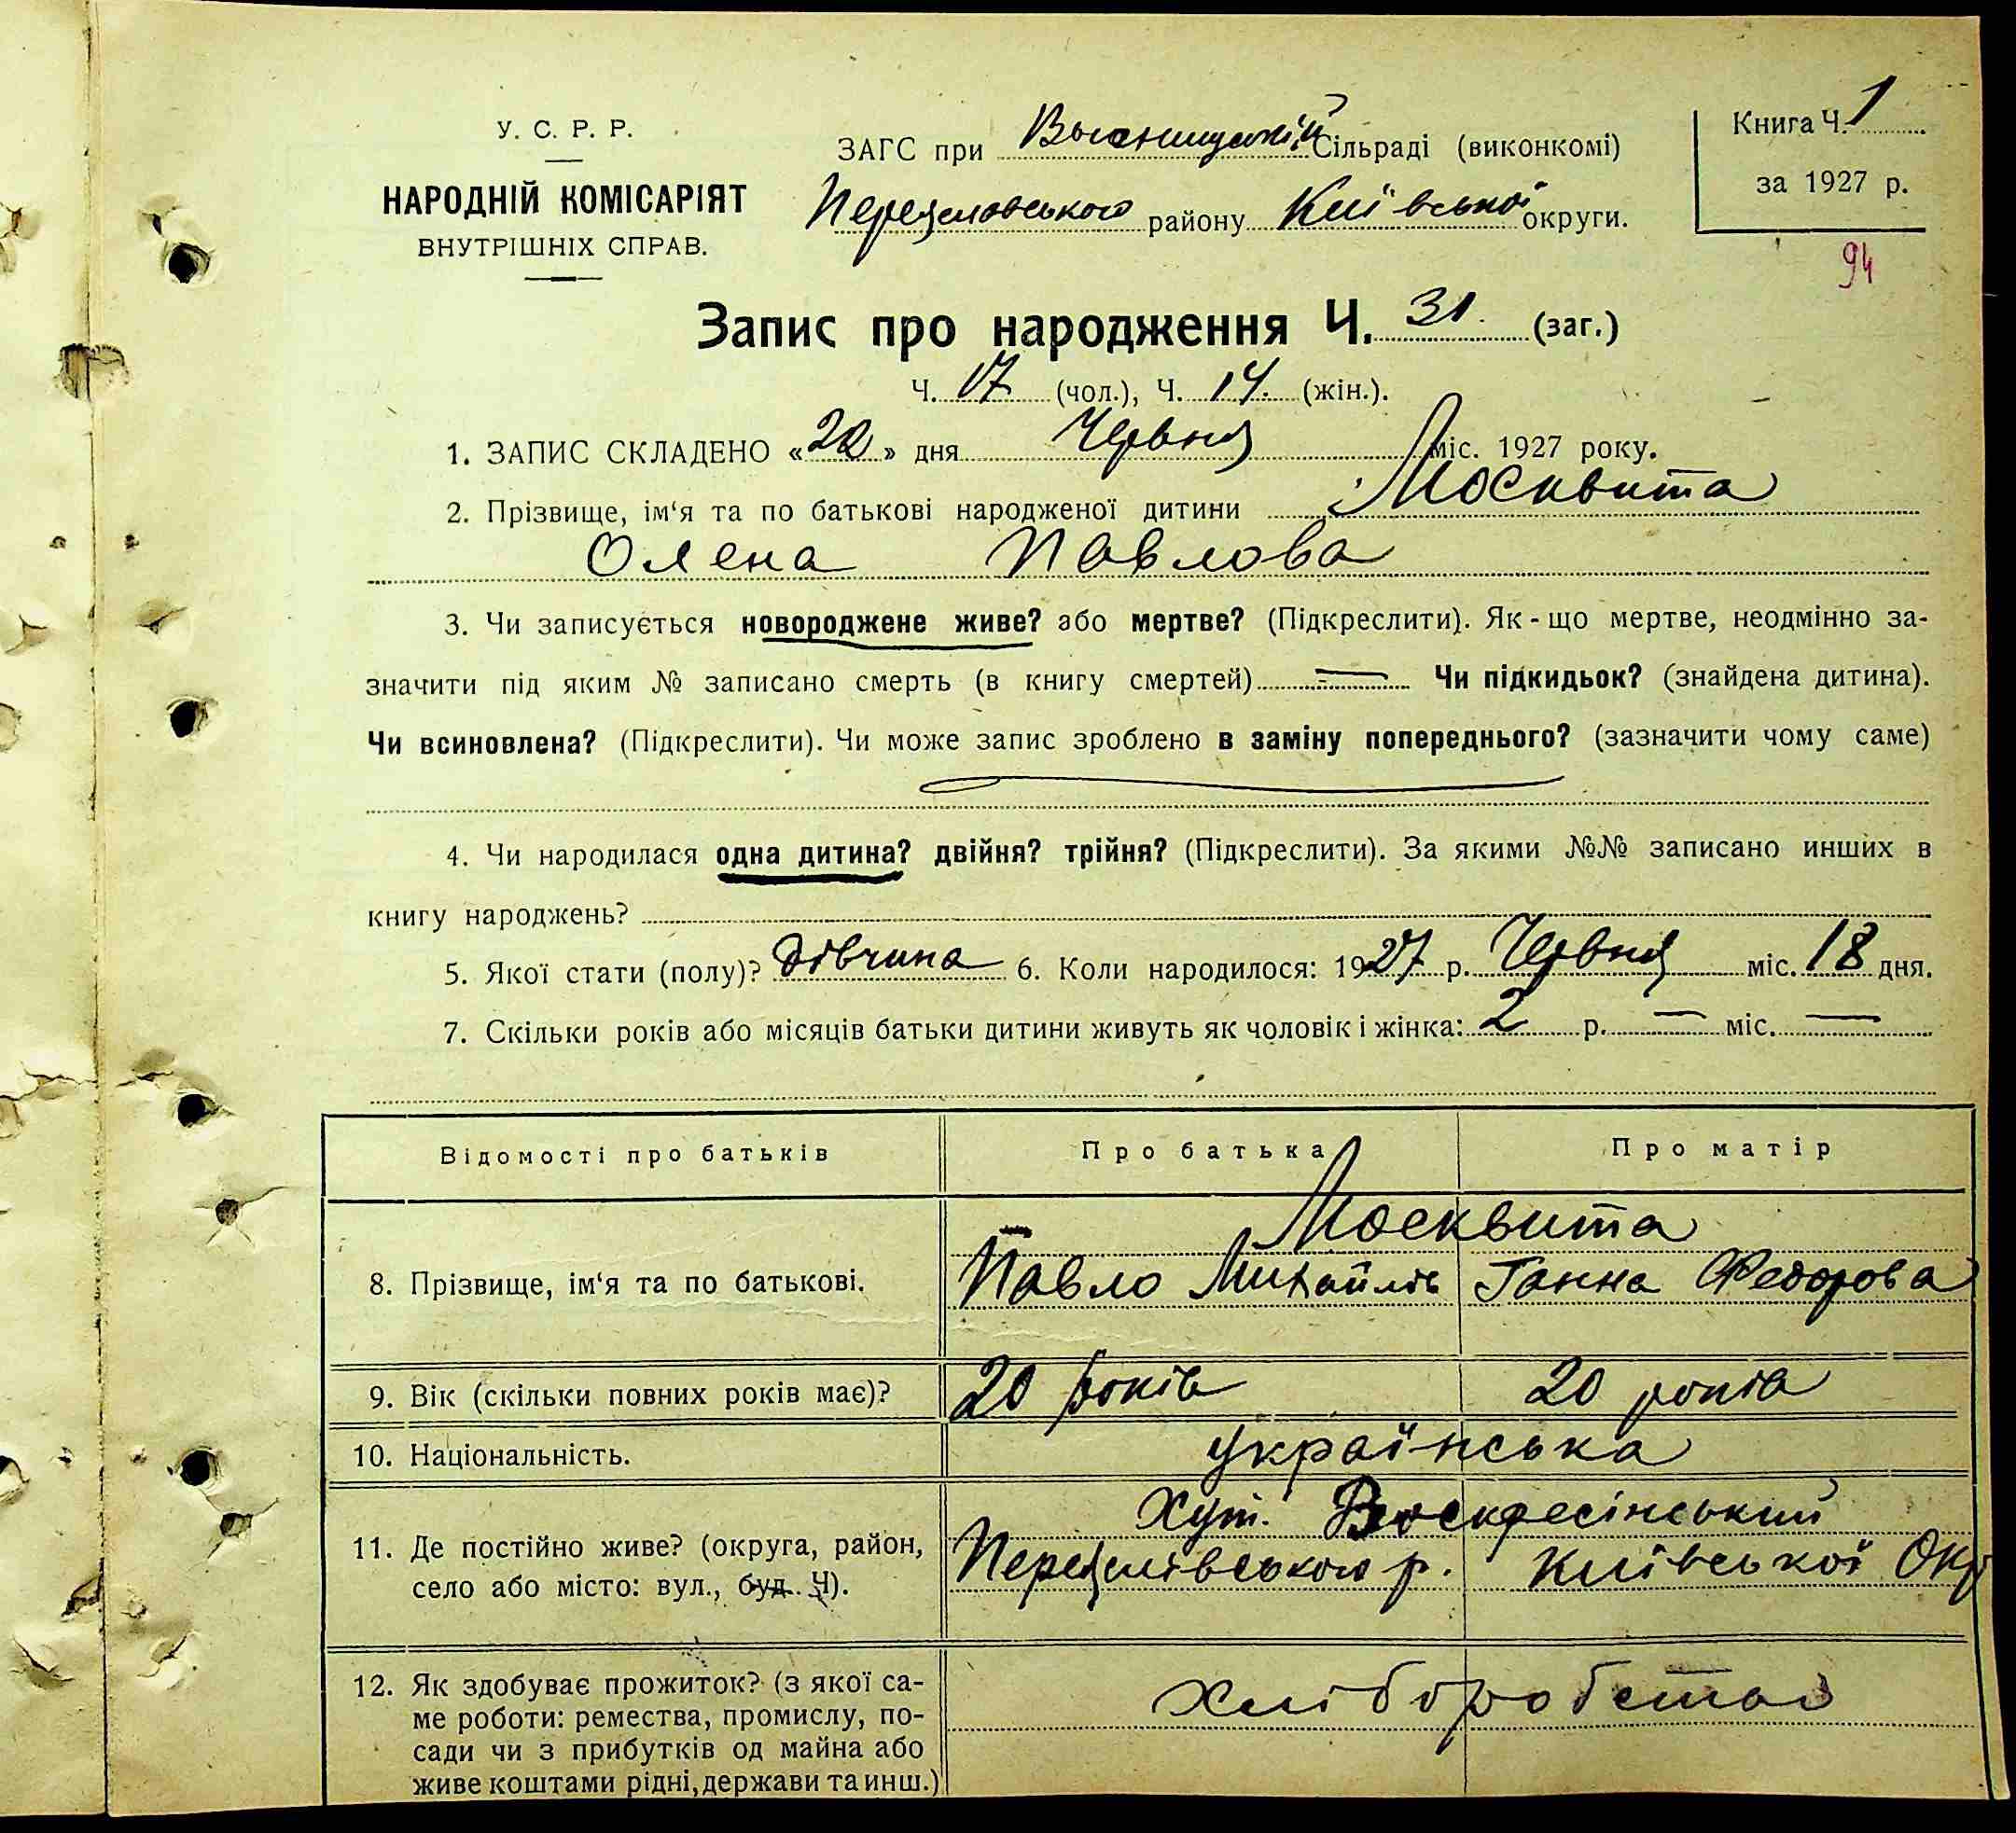 У. С. Р. Р.
НАРОДНІЙ КОМІСАРІЯТ
ВНУТРІШНІХ СПРАВ.
ЗАГС при Сільраді (виконкомі)
району Київської округи.
Книга Ч. 1
за 1927 р.
94
Запис про народження Ч. 31. (заг.)
Ч. 17 (чол.), Ч. 14. (жін.).
1. ЗАПИС СКЛАДЕНО « » дня Червня міс. 1927 року.
2. Прізвище, ім‘я та по батькові народженої дитини Москвита
Олена Павлова
3. Чи записується новороджене живе? або мертве? (Підкреслити). Як-що мертве, неодмінно за-
значити під яким № записано смерть (в книгу смертей) — Чи підкидьок? (знайдена дитина).
Чи всиновлена? (Підкреслити). Чи може запис зроблено в заміну попереднього? (зазначити чому саме)
4. Чи народилася одна дитина? двійня? трійня? (Підкреслити). За якими №№ записано инших в
книгу народжень?
5. Якої стати (полу)? дівчина 6. Коли народилося: 1927 р. Червня міс. 18 дня.
7. Скільки років або місяців батьки дитини живуть як чоловік і жінка: 2 р. — міс. —
Відомості про батьків Про батька Про матір
Москвита
8. Прізвище, ім‘я та по батькові. Павло Михайлів Ганна Федорова
9. Вік (скільки повних років має)? 20 років 20 років
10. Національність. українська
Хут. Воскресінський
11. Де постійно живе? (округа, район, р. Київської Окр
село або місто: вул., буд. Ч).
12. Як здобуває прожиток? (з якої са-
ме роботи: ремества, промислу, по-
сади чи з прибутків од майна або
живе коштами рідні, держави та инш.)